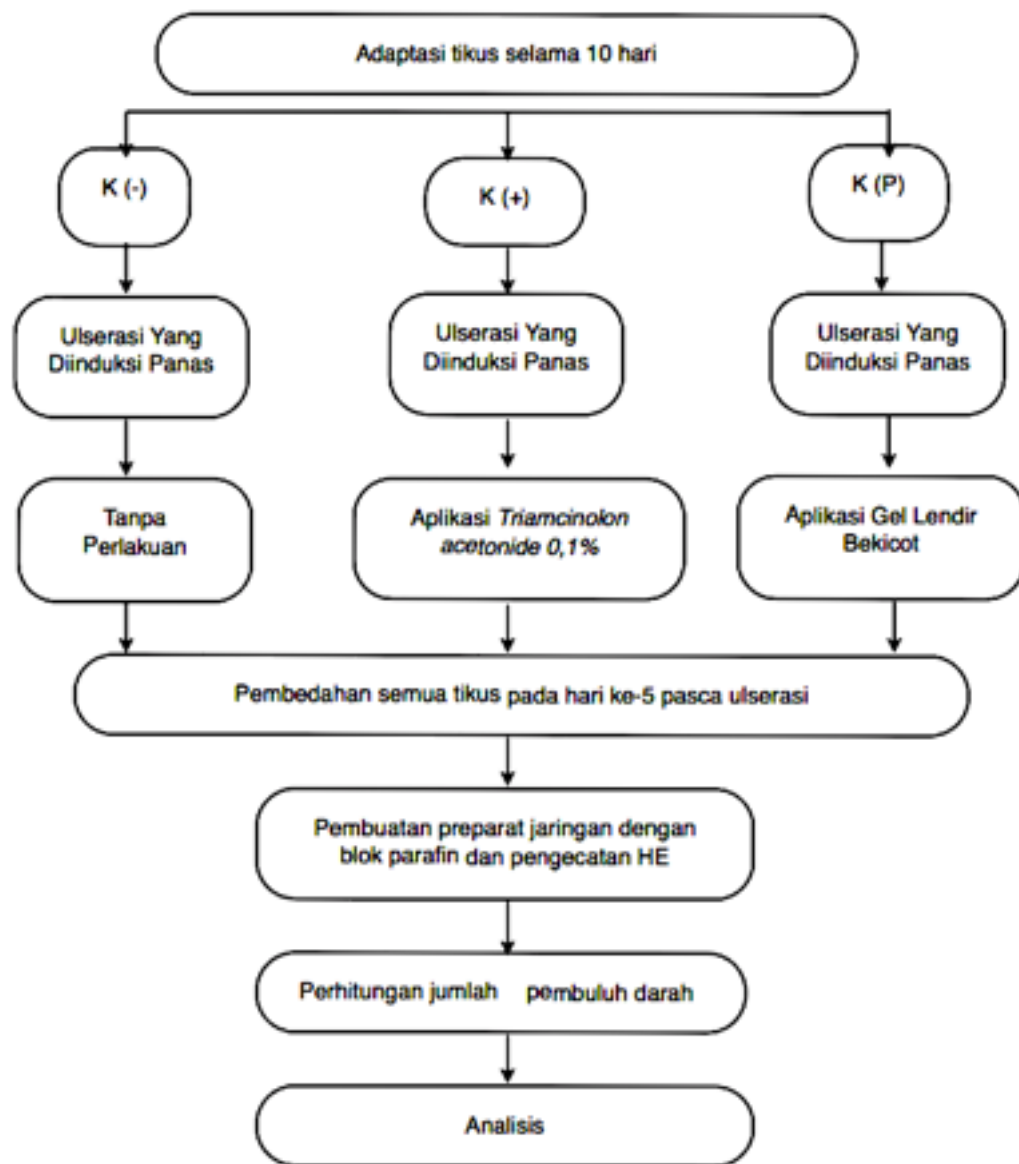 Adaptasi tikus selama 10 hari
K (-)
K (+)
K (P)
Ulserasi Yang
Diinduksi Panas
Ulserasi Yang
Diinduksi Panas
Ulserasi Yang
Diinduksi Panas
Tanpa
Perlakuan
Aplikasi Triamcinolon
acetonide 0,1%
Aplikasi Gel Lendir
Bekicot
Pembedahan semua tikus pada hari ke-5 pasca ulserasi
Pembuatan preparat jaringan dengan
blok parafin dan pengecatan HE
Perhitungan jumlah pembuluh darah
Analisis